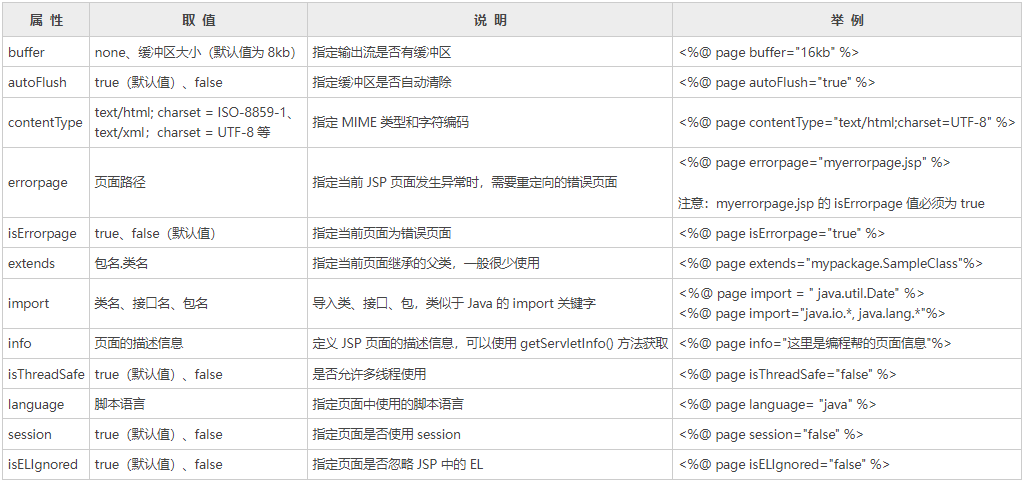 属 性 取 值 说 明 举 例
buffer none、缓冲区大小（默认值为 8kb） 指定输出流是否有缓冲区 <%@ page buffer="16kb" %>
autoFlush true（默认值）、false 指定缓冲区是否自动清除 <%@ page autoFlush="true" %>
contentType text/html; charset = ISO-8859-1、
text/xml；charset = UTF-8 等 指定 MIME 类型和字符编码 <%@ page contentType="text/html;charset=UTF-8" %>
errorpage 页面路径 指定当前 JSP 页面发生异常时，需要重定向的错误页面 <%@ page errorpage="myerrorpage.jsp" %>
注意：myerrorpage.jsp 的 isErrorpage 值必须为 true
isErrorpage true、false（默认值） 指定当前页面为错误页面 <%@ page isErrorpage="true" %>
extends 包名.类名 指定当前页面继承的父类，一般很少使用 <%@ page extends="mypackage.SampleClass"%>
import 类名、接口名、包名 导入类、接口、包，类似于 Java 的 import 关键字 <%@ page import = " java.util.Date" %>
<%@ page import="java.io.*, java.lang.*"%>
info 页面的描述信息 定义 JSP 页面的描述信息，可以使用 getServletInfo() 方法获取 <%@ page info="这里是编程帮的页面信息"%>
isThreadSafe true（默认值）、false 是否允许多线程使用 <%@ page isThreadSafe="false" %>
language 脚本语言 指定页面中使用的脚本语言 <%@ page language= "java" %>
session true（默认值）、false 指定页面是否使用 session <%@ page session="false" %>
isELIgnored true（默认值）、false 指定页面是否忽略 JSP 中的 EL <%@ page isELIgnored="false" %>